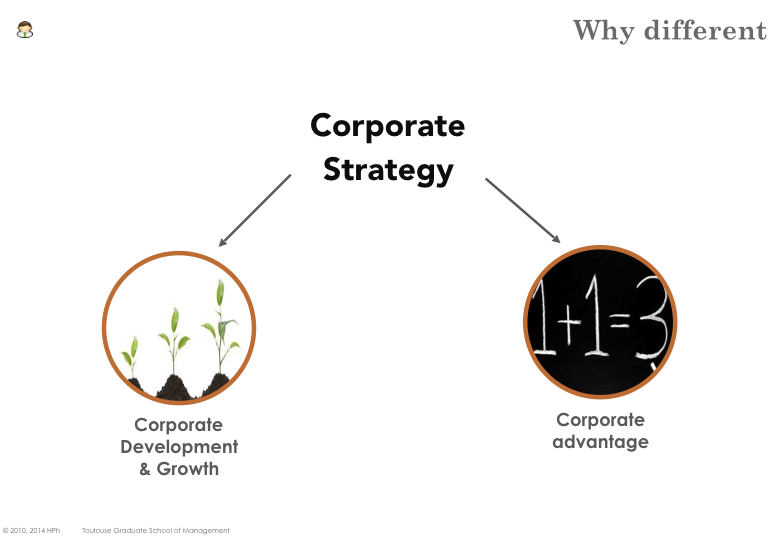 Why different
Corporate
Strategy
1+1=3
Corporate
Development
& Growth
Corporate
advantage
© 2010, 2014 HPh Toulouse Graduate School of Management